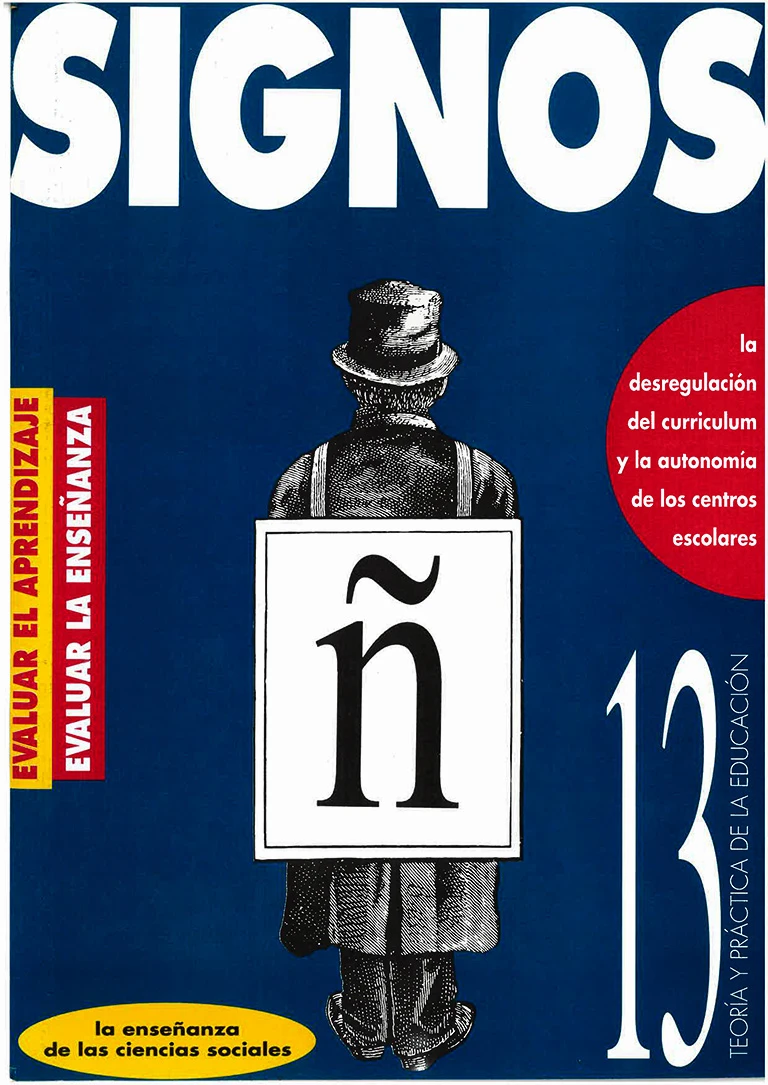 SIGNOS
la
desregulación
del curriculum
y la autonomía
de los centros
escolares
EVALUAR EL APRENDIZAJE
EVALUAR LA ENSEÑANZA
ñ
13
TEORÍA Y PRÁCTICA DE LA EDUCACIÓN
la enseñanza
de las ciencias sociales